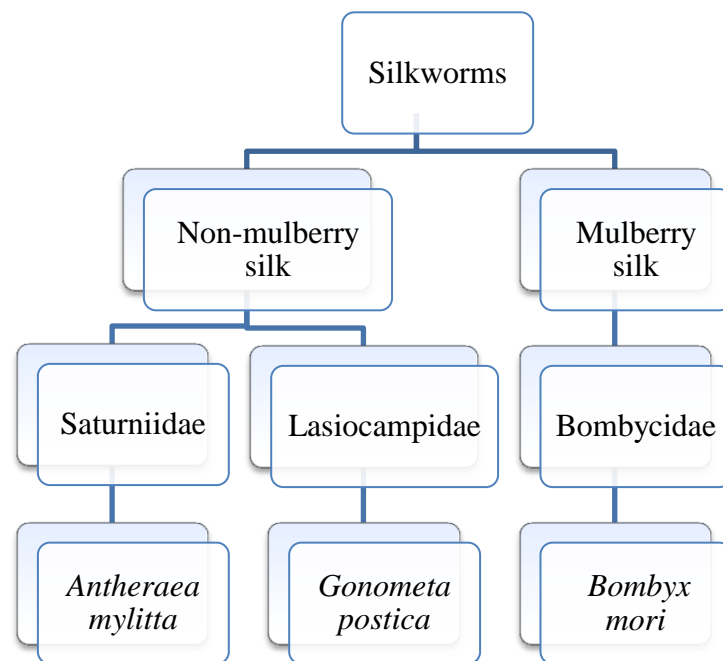 Silkworms
Non-mulberry
silk
Mulberry
silk
Saturniidae
Lasiocampidae
Bombycidae
Antheraea
mylitta
Gonometa
postica
Bombyx
mori